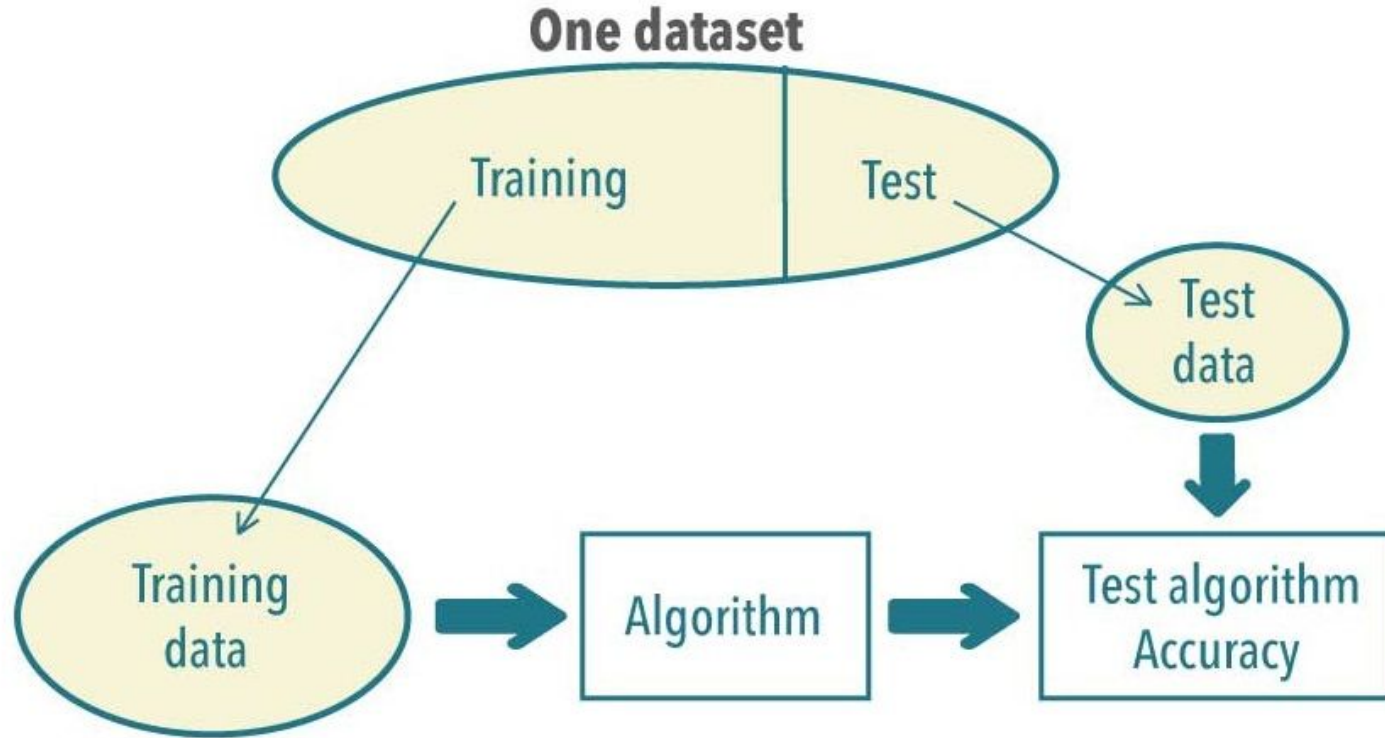 One dataset
Training
Test
Test
data
Training
data
Algorithm
Test algorithm
Accuracy